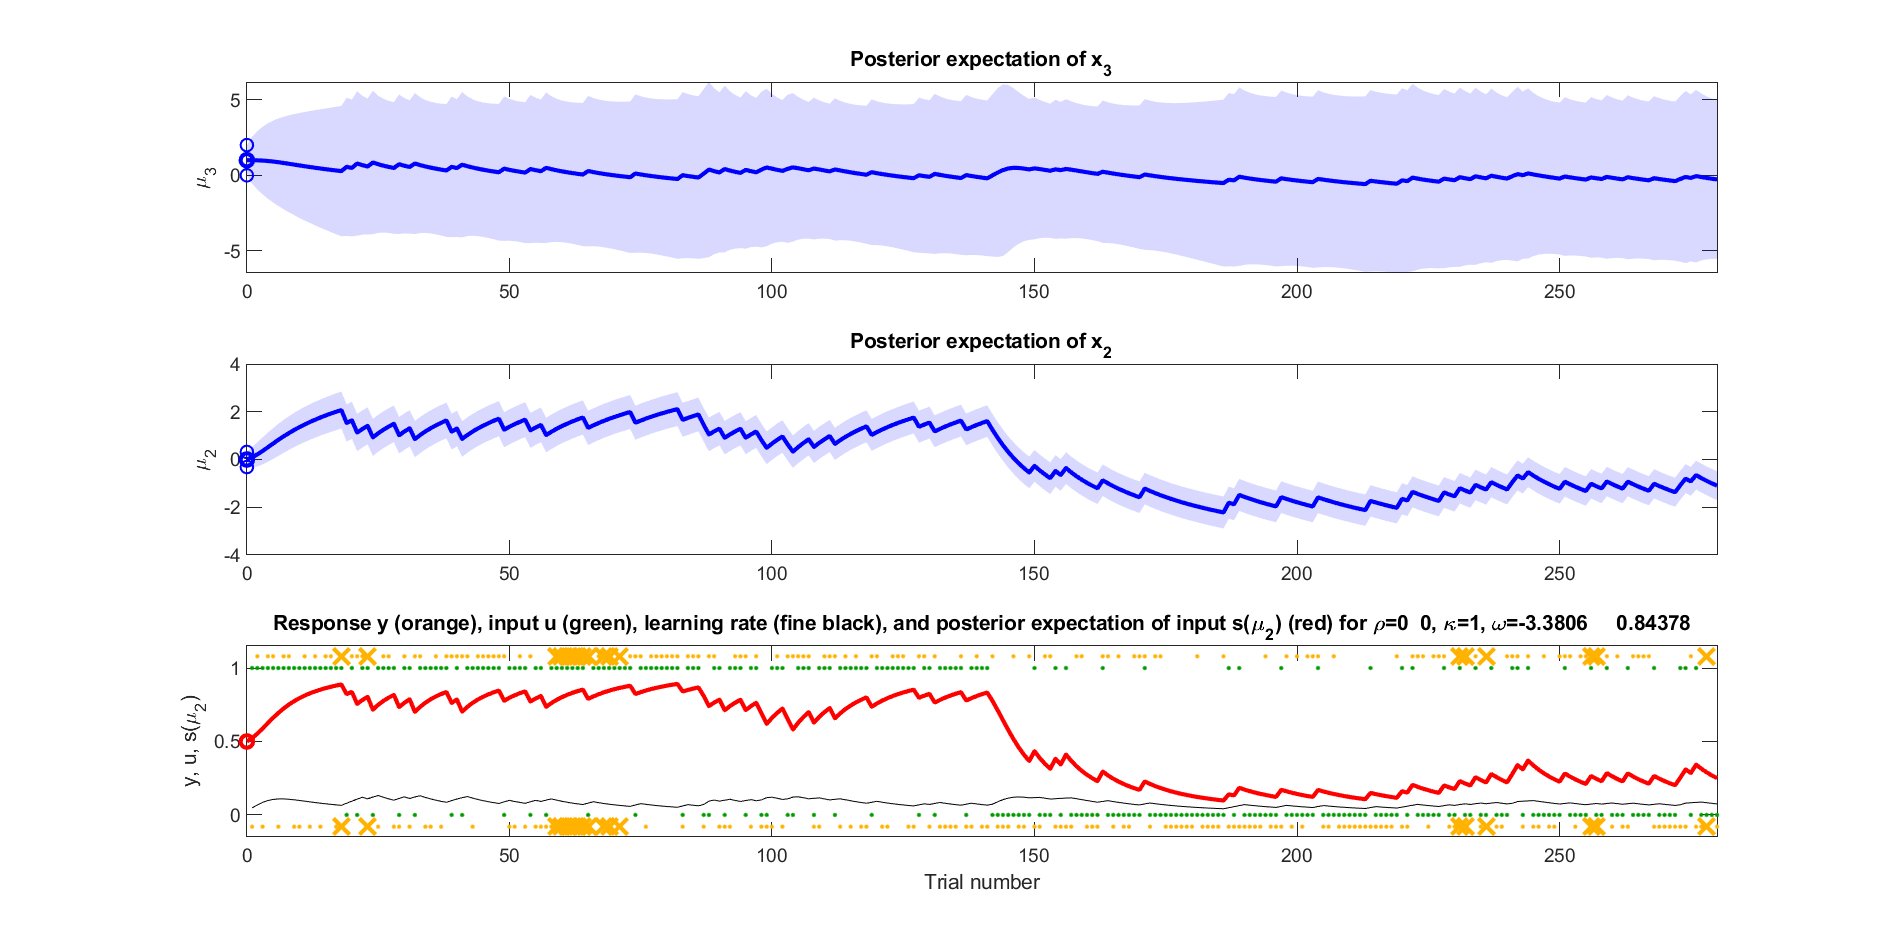 Posterior expectation of x3
5
0
-5
μ3
0 50 100 150 200 250
Posterior expectation of x2
4
2
0
-2
-4
μ2
0 50 100 150 200 250
Response y (orange), input u (green), learning rate (fine black), and posterior expectation of input s(μ2) (red) for ρ=0 0, κ=1, ω=-3.3806 0.84378
1
0.5
0
y, u, s(μ2)
0 50 100 150 200 250
Trial number